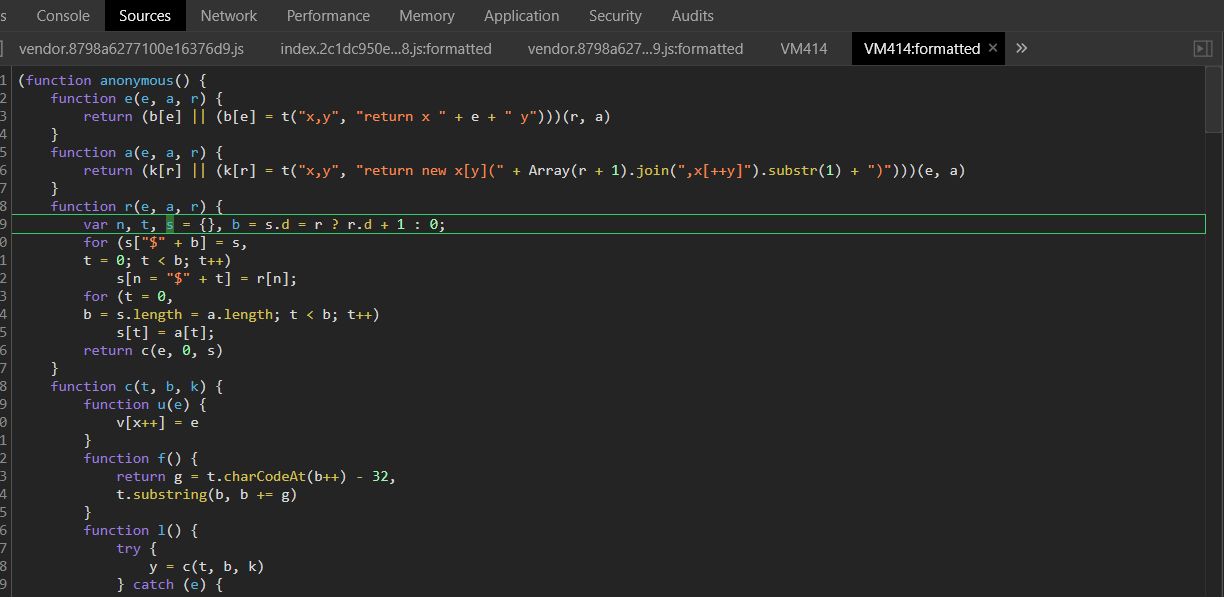 s Console Sources Network Performance Memory Application Security Audits
] vendor.8798a6277100e16376d9.js index.2c1dc950e...8.js:formatted vendor.8798a627...9.js:formatted VM414 VM414:formatted × »
1 (function anonymous() {
2 function e(e, a, r) {
3 return (b[e] || (b[e] = t("x,y", "return x " + e + " y")))(r, a)
4 }
5 function a(e, a, r) {
6 return (k[r] || (k[r] = t("x,y", "return new x[y](" + Array(r + 1).join(",x[++y]").substr(1) + ")")))(e, a)
7 }
8 function r(e, a, r) {
9 var n, t, s = {}, b = s.d = r ? r.d + 1 : 0;
0 for (s["$" + b] = s,
1 t = 0; t < b; t++)
2 s[n = "$" + t] = r[n];
3 for (t = 0,
4 b = s.length = a.length; t < b; t++)
5 s[t] = a[t];
6 return c(e, 0, s)
7 }
8 function c(t, b, k) {
9 function u(e) {
0 v[x++] = e
1 }
2 function f() {
3 return g = t.charCodeAt(b++) - 32,
4 t.substring(b, b += g)
5 }
6 function l() {
7 try {
8 y = c(t, b, k)
9 } catch (e) {